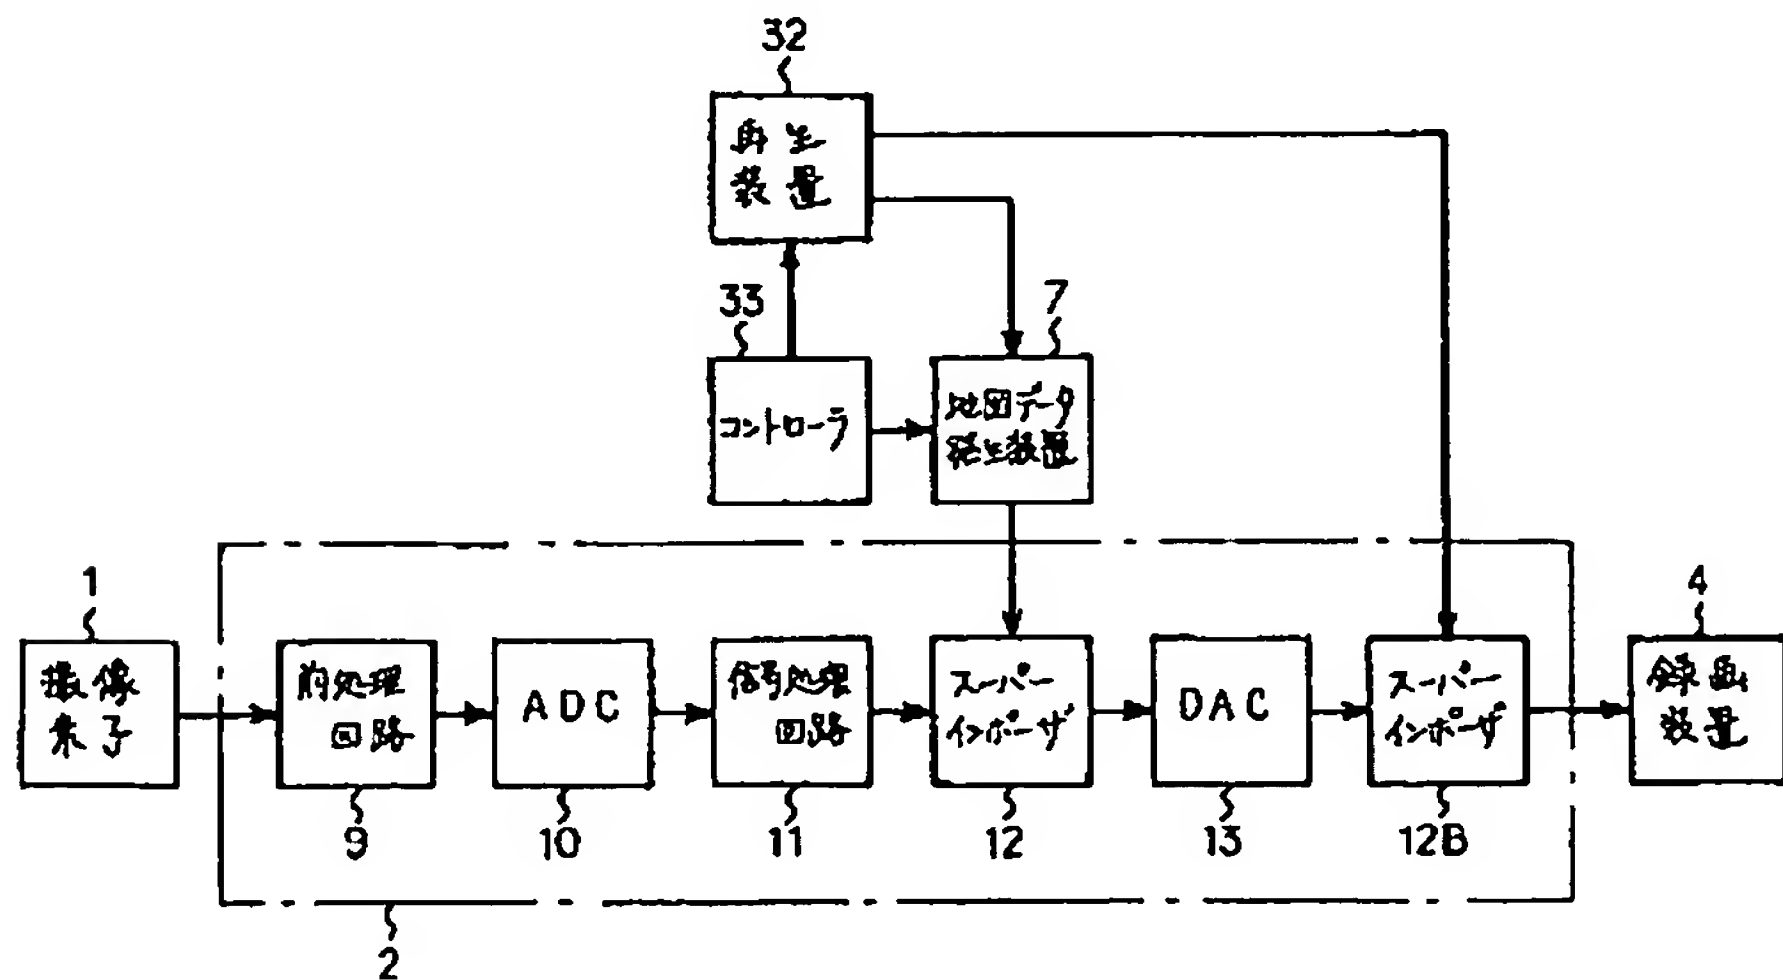 32
再生
装置
33
7
コントローラ
地図データ
発生装置
1
4
撮像
素子
前処理
回路
ADC
信号処理
回路
スーパー
インポーザ
DAC
スーパー
インポーザ
録画
装置
9
10
11
12
13
12B
2